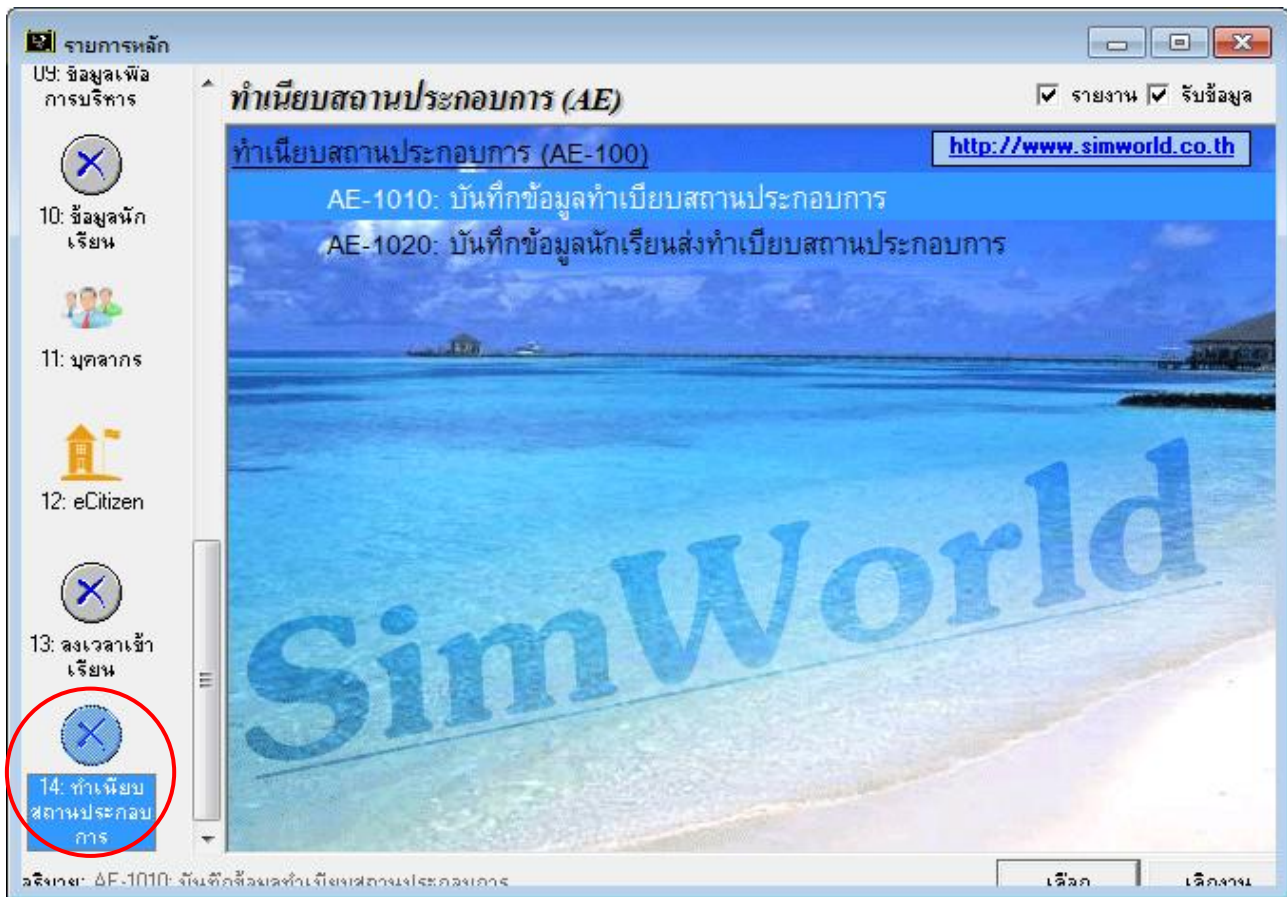 รายการหลัก
09: ข้อมูลเพื่อ
การบริหาร
ทำเนียบสถานประกอบการ (AE)
รายงาน
รับข้อมูล
ทำเนียบสถานประกอบการ (AE-100)
http://www.simworld.co.th
AE-1010: บันทึกข้อมูลทำเบียบสถานประกอบการ
AE-1020: บันทึกข้อมูลนักเรียนส่งทำเบียบสถานประกอบการ
10: ข้อมูลนัก
เรียน
11: บุคลากร
12: eCitizen
13: ลงเวลาเข้า
เรียน
14: ทำเนียบ
สถานประกอบ
การ
SimWorld
อธิบาย: AE-1010: บันทึกข้อมูลทำเบียบสถานประกอบการ
เลือก
เลิกงาน